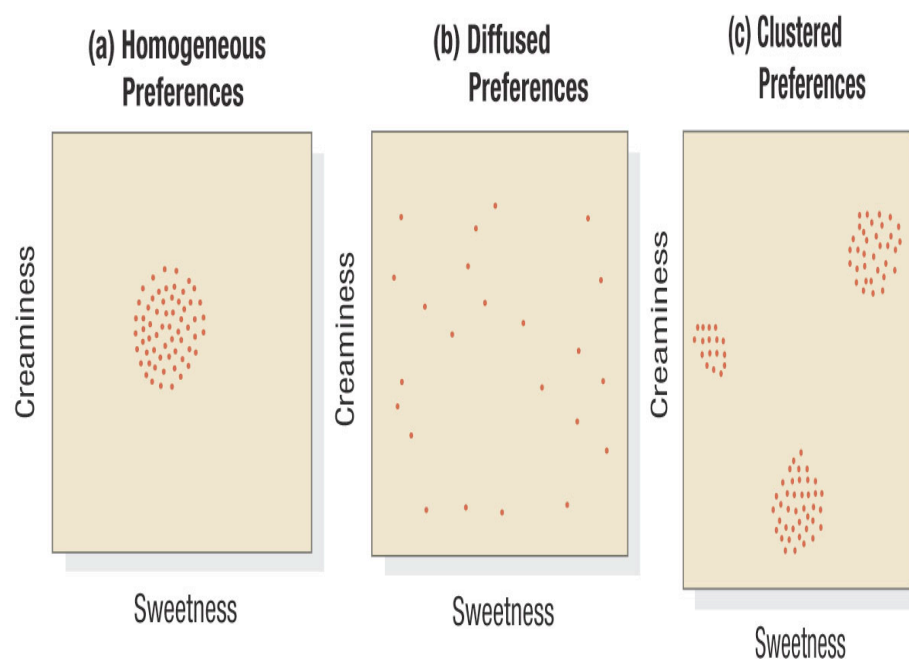 (a) Homogeneous
Preferences
(b) Diffused
Preferences
(c) Clustered
Preferences
Creaminess
Creaminess
Creaminess
Sweetness
Sweetness
Sweetness